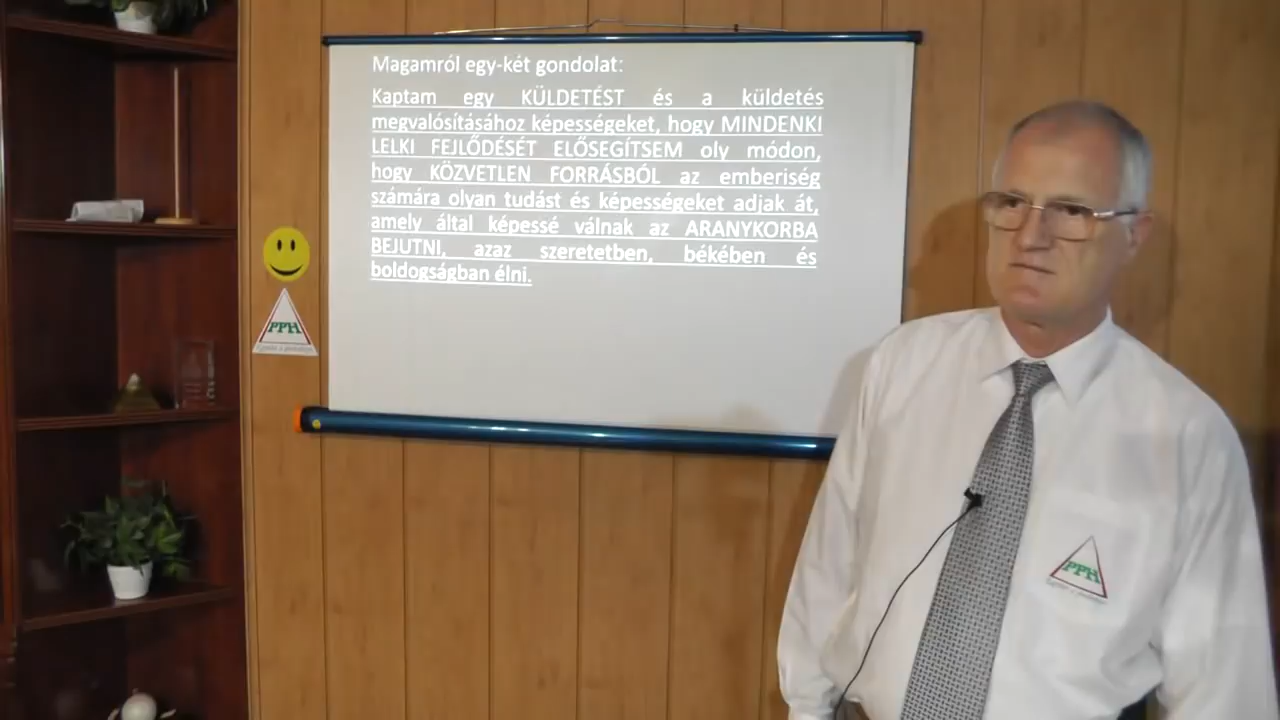 Magamról egy-két gondolat:
Kaptam egy KÜLDETÉST és a küldetés
megvalósításához képességeket, hogy MINDENKI
LELKI FEJLŐDÉSÉT ELŐSEGÍTSEM oly módon,
hogy KÖZVETLEN FORRÁSBÓL az emberiség
számára olyan tudást és képességeket adjak át,
amely által képessé válnak az ARANYKORBA
BEJUTNI, azaz szeretetben, békében és
boldogságban élni.
PPH
PPH